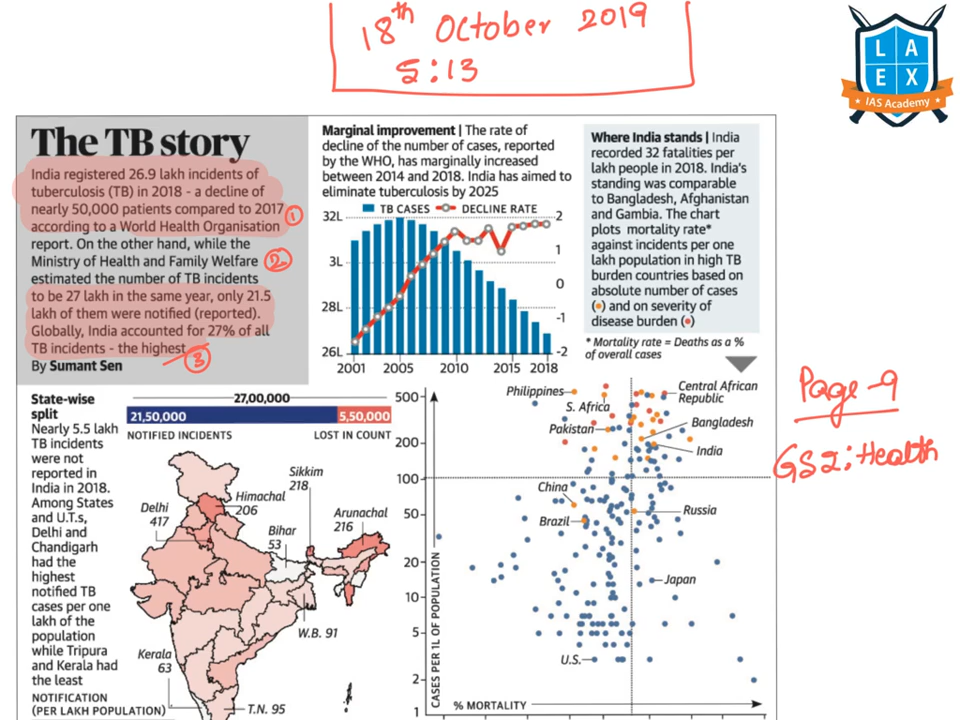 18th October 2019
S:13
L A
E X
IAS Academy
The TB story
India registered 26.9 lakh incidents of
tuberculosis (TB) in 2018 - a decline of
nearly 50,000 patients compared to 2017
1
according to a World Health Organisation
report. On the other hand, while the
Ministry of Health and Family Welfare
2
estimated the number of TB incidents
to be 27 lakh in the same year, only 21.5
lakh of them were notified (reported).
Globally, India accounted for 27% of all
TB incidents - the highest
3
By Sumant Sen
Marginal improvement | The rate of
decline of the number of cases, reported
by the WHO, has marginally increased
between 2014 and 2018. India has aimed to
eliminate tuberculosis by 2025
TB CASES DECLINE RATE
32L
3L
28L
26L
2
1
0
-1
-2
2001 2005 2010 2015 2018
Where India stands | India
recorded 32 fatalities per
lakh people in 2018. India's
standing was comparable
to Bangladesh, Afghanistan
and Gambia. The chart
plots mortality rate*
against incidents per one
lakh population in high TB
burden countries based on
absolute number of cases
(●) and on severity of
disease burden (●)
* Mortality rate = Deaths as a %
of overall cases
Page-9
GS2: Health
State-wise
split
Nearly 5.5 lakh
TB incidents
were not
reported in
India in 2018.
Among States
and U.T.s,
Delhi and
Chandigarh
had the
highest
notified TB
cases per one
lakh of the
population
while Tripura
and Kerala had
the least
NOTIFICATION
(PER LAKH POPULATION)
27,00,000
21,50,000 5,50,000
NOTIFIED INCIDENTS LOST IN COUNT
Sikkim
218
Himachal
206
Delhi
417
Arunachal
216
Bihar
53
W.B. 91
Kerala
63
T.N. 95
500
200
100
50
20
10
5
2
1
CASES PER 1L OF POPULATION
% MORTALITY
Philippines
S. Africa
Pakistan
Central African
Republic
Bangladesh
India
China
Brazil
Russia
Japan
U.S.